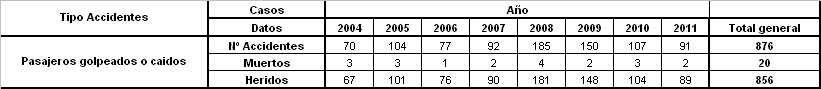 Tipo Accidentes Casos Año
Datos 2004 2005 2006 2007 2008 2009 2010 2011 Total general
Pasajeros golpeados o caidos Nº Accidentes 70 104 77 92 185 150 107 91 876
Muertos 3 3 1 2 4 2 3 2 20
Heridos 67 101 76 90 181 148 104 89 856